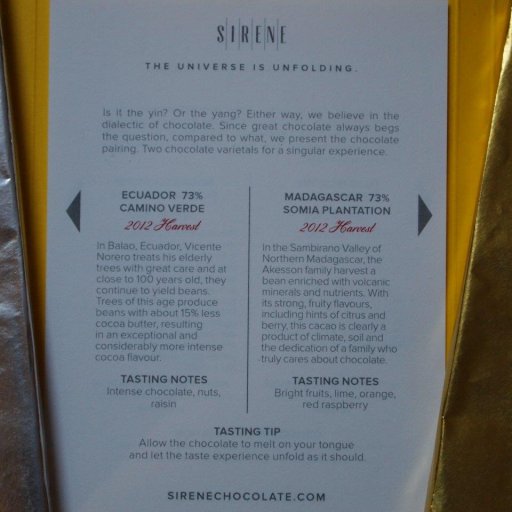 SIRENE
THE UNIVERSE IS UNFOLDING.
Is it the yin? Or the yang? Either way, we believe in the
dialectic of chocolate. Since great chocolate always begs
the question, compared to what, we present the chocolate
pairing. Two chocolate varietals for a singular experience.
ECUADOR 73%
CAMINO VERDE
2012 Harvest
In Balao, Ecuador, Vicente
Norero treats his elderly
trees with great care and at
close to 100 years old, they
continue to yield beans.
Trees of this age produce
beans with about 15% less
cocoa butter, resulting
in an exceptional and
considerably more intense
cocoa flavour.
TASTING NOTES
Intense chocolate, nuts,
raisin
MADAGASCAR 73%
SOMIA PLANTATION
2012 Harvest
In the Sambirano Valley of
Northern Madagascar, the
Akesson family harvest a
bean enriched with volcanic
minerals and nutrients. With
its strong, fruity flavours,
including hints of citrus and
berry, this cacao is clearly a
product of climate, soil and
the dedication of a family who
truly cares about chocolate.
TASTING NOTES
Bright fruits, lime, orange,
red raspberry
TASTING TIP
Allow the chocolate to melt on your tongue
and let the taste experience unfold as it should.
SIRENECHOCOLATE.COM